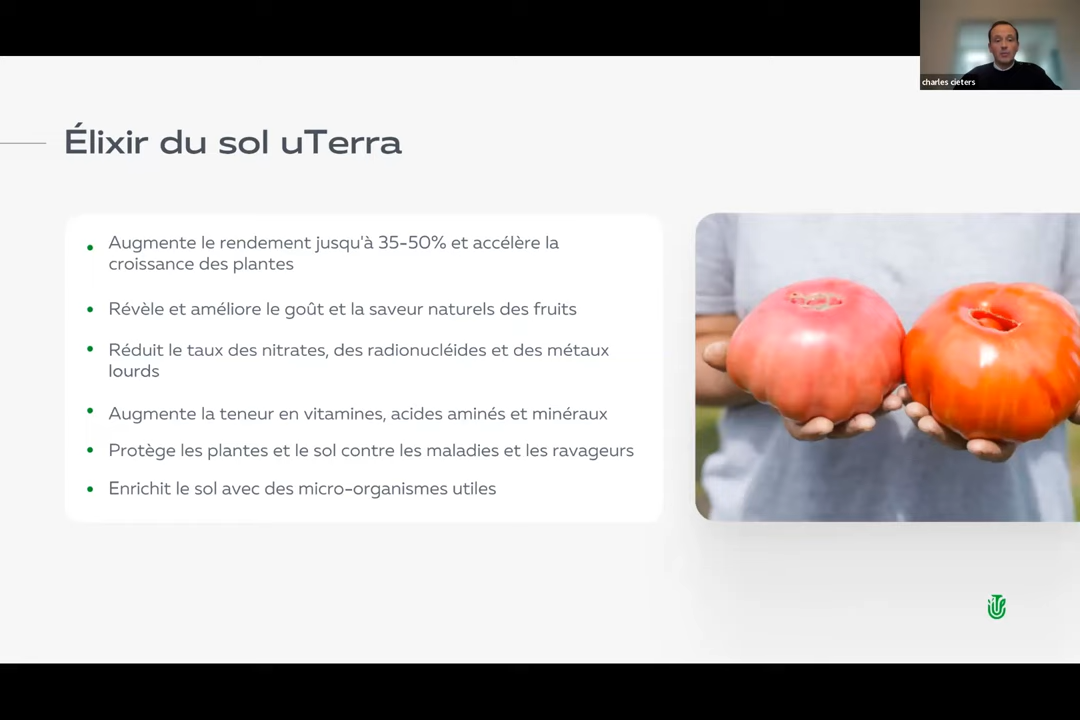 charles cieters
Élixir du sol uTerra
Augmente le rendement jusqu'à 35-50% et accélère la
croissance des plantes
Révèle et améliore le goût et la saveur naturels des fruits
Réduit le taux des nitrates, des radionucléides et des métaux
lourds
Augmente la teneur en vitamines, acides aminés et minéraux
Protège les plantes et le sol contre les maladies et les ravageurs
Enrichit le sol avec des micro-organismes utiles